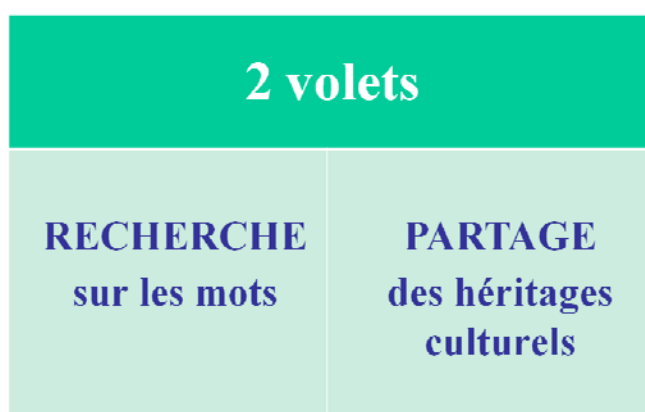 2 volets
RECHERCHE
sur les mots
PARTAGE
des héritages
culturels